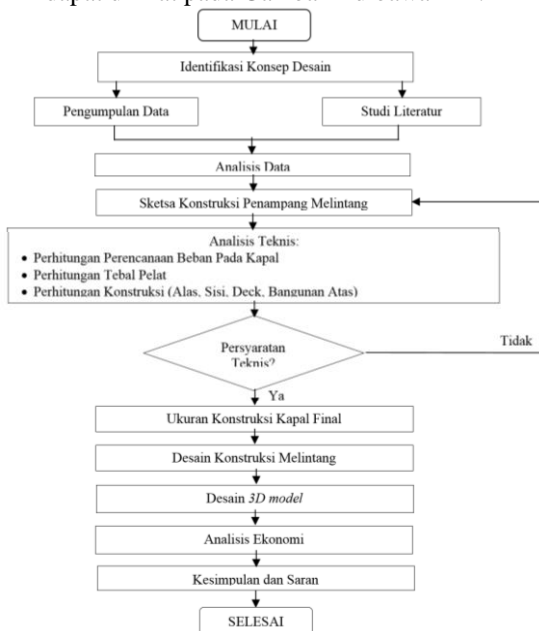 MULAI
Identifikasi Konsep Desain
Pengumpulan Data
Studi Literatur
Analisis Data
Sketsa Konstruksi Penampang Melintang
Analisis Teknis:
• Perhitungan Perencanaan Beban Pada Kapal
• Perhitungan Tebal Pelat
• Perhitungan Konstruksi (Alas, Sisi, Deck, Bangunan Atas)
Persyaratan
Teknis?
Tidak
Ya
Ukuran Konstruksi Kapal Final
Desain Konstruksi Melintang
Desain 3D model
Analisis Ekonomi
Kesimpulan dan Saran
SELESAI